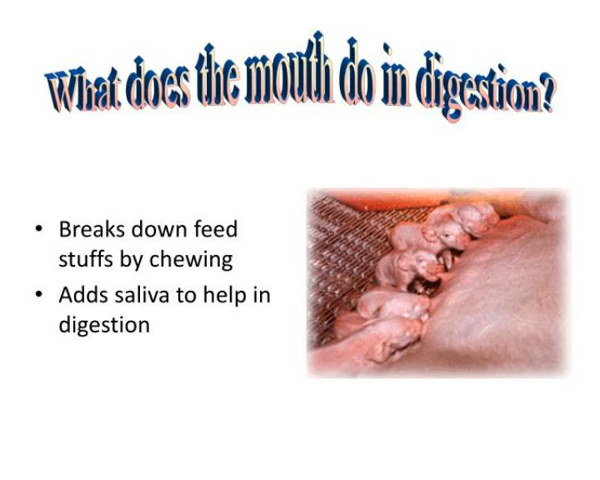 What does the mouth do in digestion?
• Breaks down feed
stuffs by chewing
• Adds saliva to help in
digestion